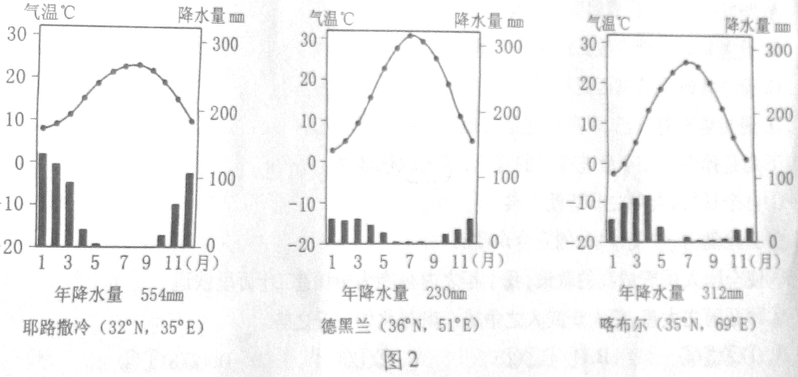 气温℃ 降水量mm 气温℃ 降水量mm 气温℃ 降水量mm
30 300 30 300 30 300
20 20 20
200 200 200
10 10 10
0 100 0 100 0 100
-10 -10 -10
-20 0 -20 0 -20 0
1 3 5 7 9 11(月) 1 3 5 7 9 11(月) 1 3 5 7 9 11(月)
年降水量 554mm 年降水量 230mm 年降水量 312mm
耶路撒冷(32°N,35°E) 德黑兰(36°N,51°E) 喀布尔(35°N,69°E)
图2